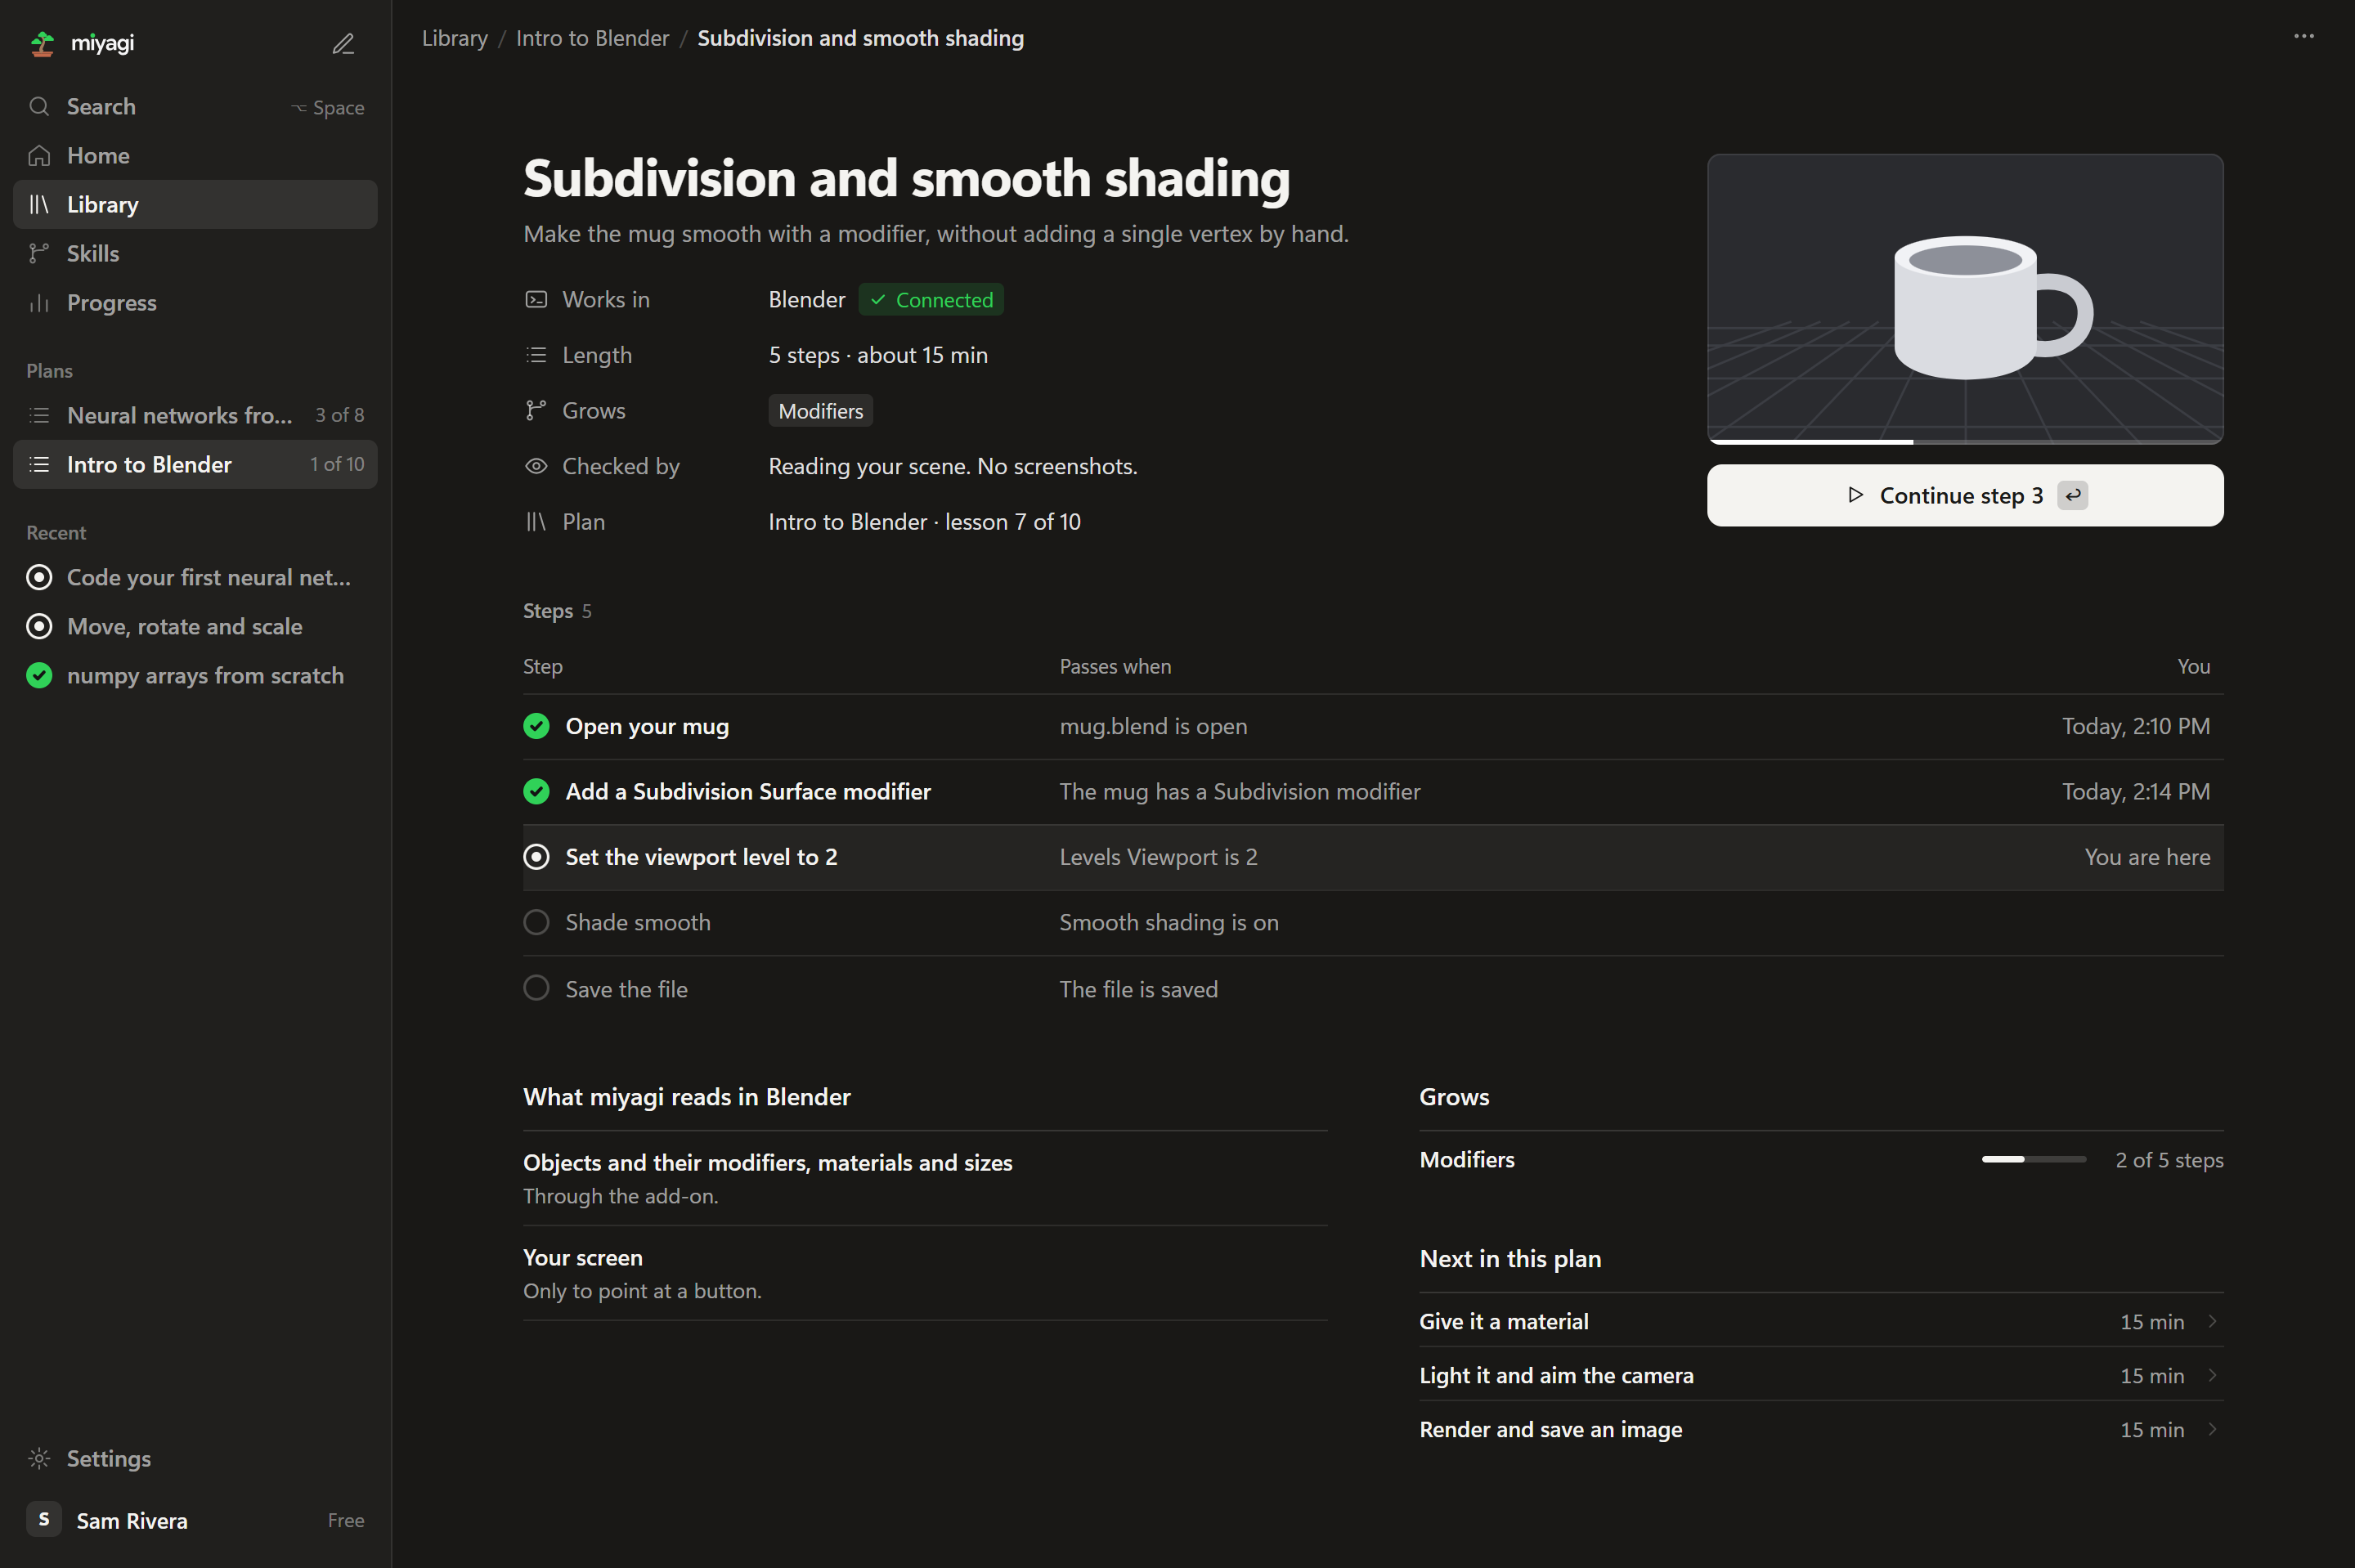 miyagi
Search ⌥ Space
Home
Library
Skills
Progress
Plans
Neural networks fro... 3 of 8
Intro to Blender 1 of 10
Recent
Code your first neural net...
Move, rotate and scale
numpy arrays from scratch
Settings
S Sam Rivera Free
Library / Intro to Blender / Subdivision and smooth shading
Subdivision and smooth shading
Make the mug smooth with a modifier, without adding a single vertex by hand.
Works in Blender Connected
Length 5 steps · about 15 min
Grows Modifiers
Checked by Reading your scene. No screenshots.
Plan Intro to Blender · lesson 7 of 10
Continue step 3
Steps 5
Step Passes when You
Open your mug mug.blend is open Today, 2:10 PM
Add a Subdivision Surface modifier The mug has a Subdivision modifier Today, 2:14 PM
Set the viewport level to 2 Levels Viewport is 2 You are here
Shade smooth Smooth shading is on
Save the file The file is saved
What miyagi reads in Blender
Objects and their modifiers, materials and sizes
Through the add-on.
Your screen
Only to point at a button.
Grows
Modifiers 2 of 5 steps
Next in this plan
Give it a material 15 min
Light it and aim the camera 15 min
Render and save an image 15 min